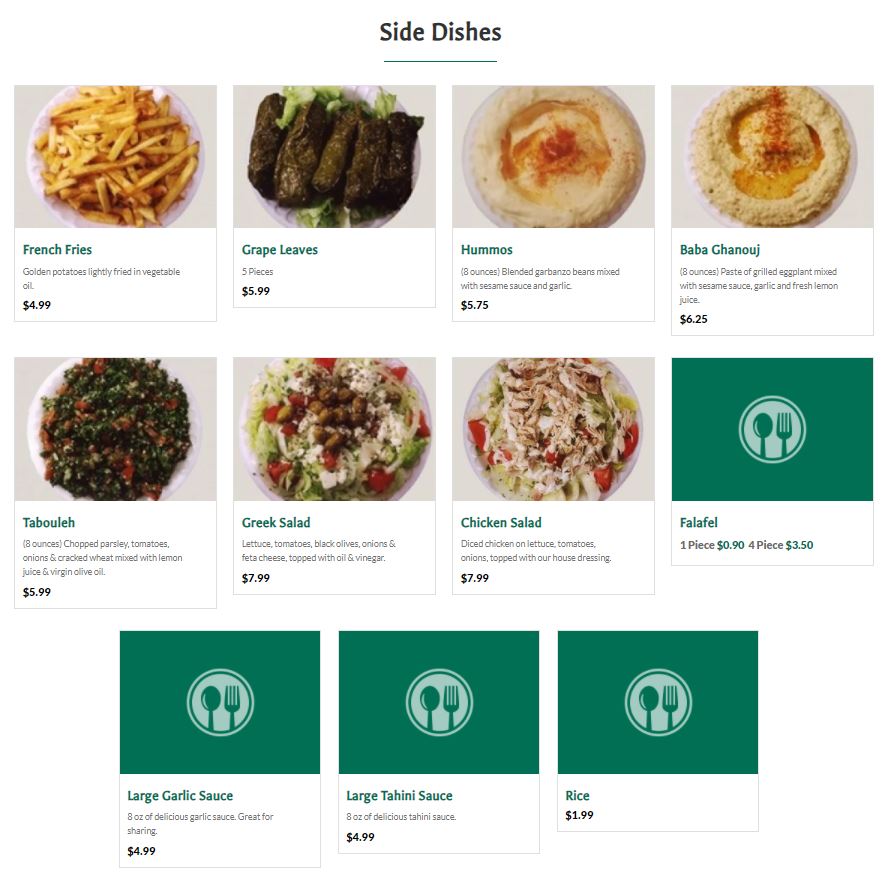 Side Dishes
French Fries
Golden potatoes lightly fried in vegetable
oil.
$4.99
Grape Leaves
5 Pieces
$5.99
Hummos
(8 ounces) Blended garbanzo beans mixed
with sesame sauce and garlic.
$5.75
Baba Ghanouj
(8 ounces) Paste of grilled eggplant mixed
with sesame sauce, garlic and fresh lemon
juice.
$6.25
Tabouleh
(8 ounces) Chopped parsley, tomatoes,
onions & cracked wheat mixed with lemon
juice & virgin olive oil.
$5.99
Greek Salad
Lettuce, tomatoes, black olives, onions &
feta cheese, topped with oil & vinegar.
$7.99
Chicken Salad
Diced chicken on lettuce, tomatoes,
onions, topped with our house dressing.
$7.99
Falafel
1 Piece $0.90 4 Piece $3.50
Large Garlic Sauce
8 oz of delicious garlic sauce. Great for
sharing.
$4.99
Large Tahini Sauce
8 oz of delicious tahini sauce.
$4.99
Rice
$1.99